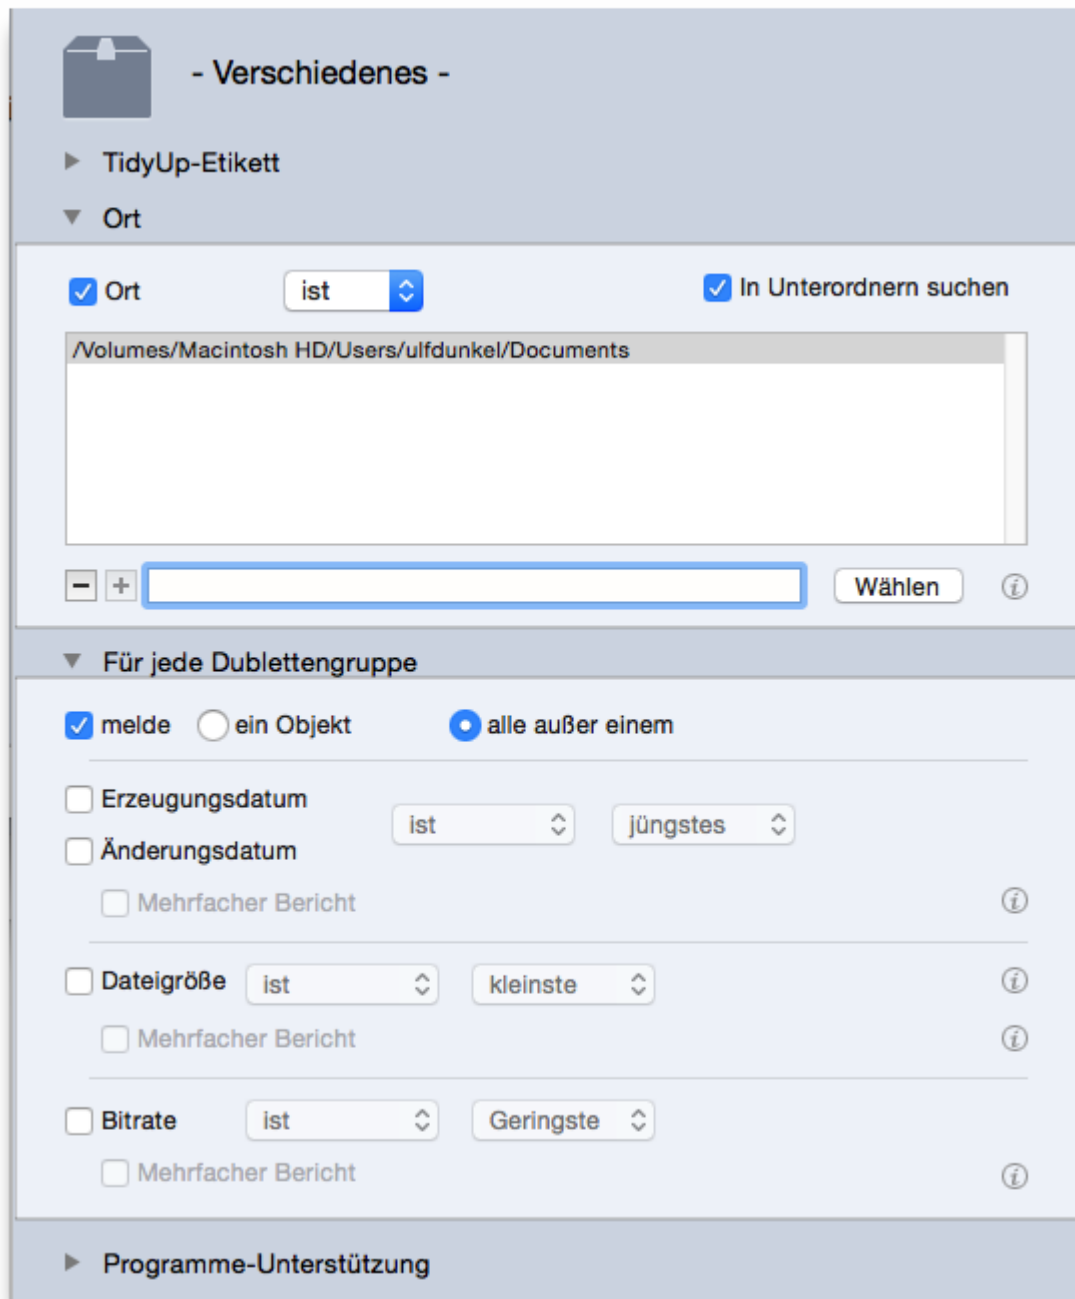 - Verschiedenes -
TidyUp-Etikett
Ort
Ort ist In Unterordnern suchen
/Volumes/Macintosh HD/Users/ulfdunkel/Documents
Wählen
Für jede Dublettengruppe
melde ein Objekt alle außer einem
Erzeugungsdatum
ist jüngstes
Änderungsdatum
Mehrfacher Bericht
Dateigröße ist kleinste
Mehrfacher Bericht
Bitrate ist Geringste
Mehrfacher Bericht
Programme-Unterstützung